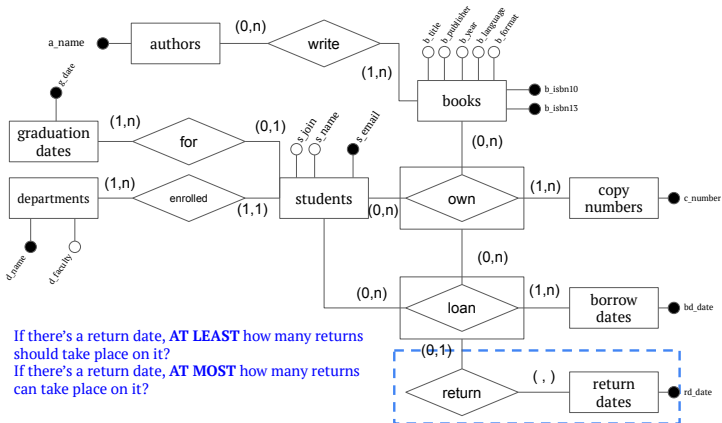 (0,n)
a_name
authors
write
b_title
b_publisher
b_year
b_language
b_format
g_date
(1,n)
books
b_isbn10
b_isbn13
(1,n)
(0,1)
s_join
s_name
s_email
graduation
dates
for
(0,n)
(1,n)
departments
enrolled
(1,1)
students
(0,n)
own
(1,n)
copy
numbers
c_number
d_name
d_faculty
(0,n)
(0,n)
loan
(1,n)
borrow
dates
bd_date
If there's a return date, AT LEAST how many returns
should take place on it?
If there's a return date, AT MOST how many returns
can take place on it?
(0,1)
return
( , )
return
dates
rd_date